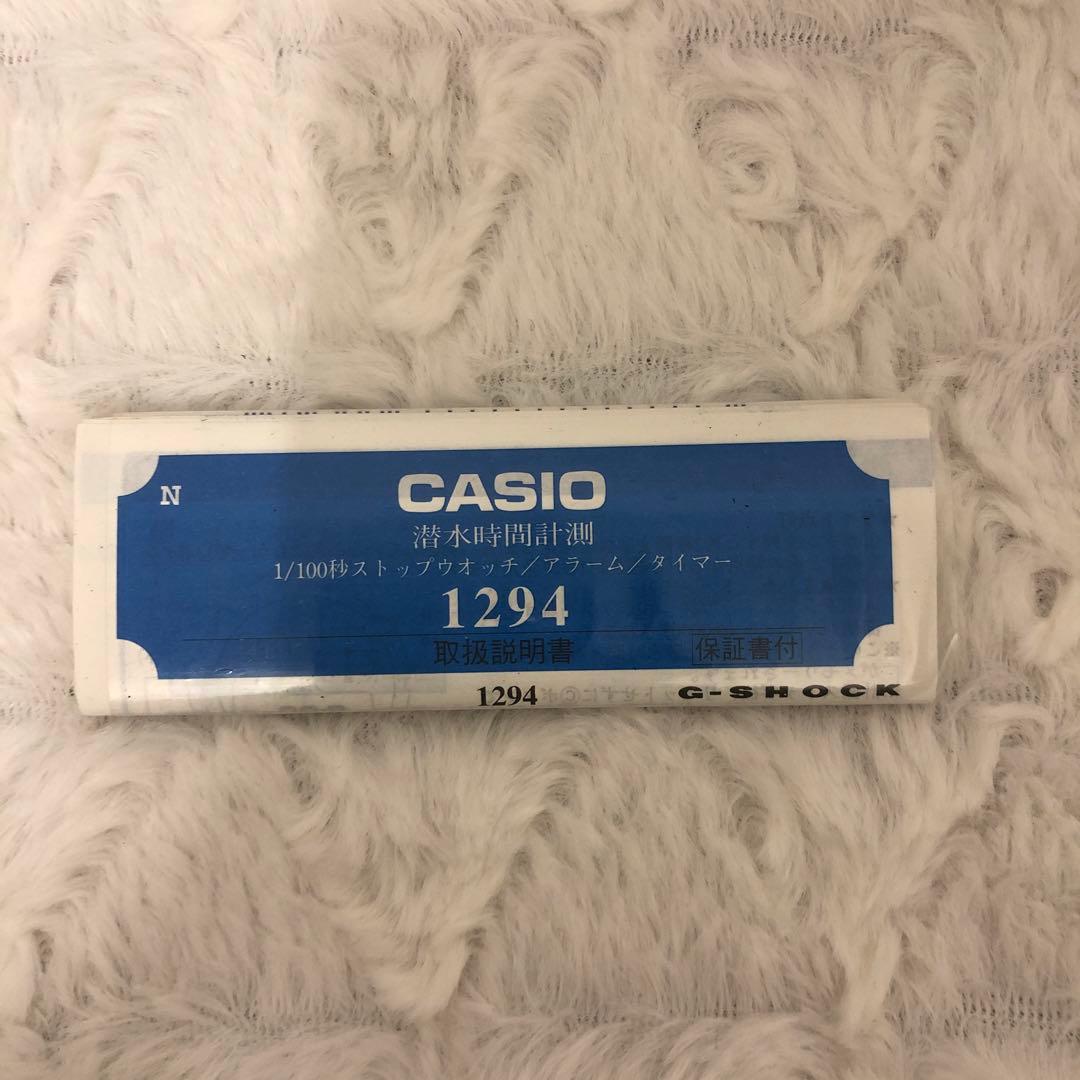 N
CASIO
潜水時間計測
1/100秒ストップウオッチ/アラーム/タイマー
1294
取扱説明書 保証書付
1294 G-SHOCK